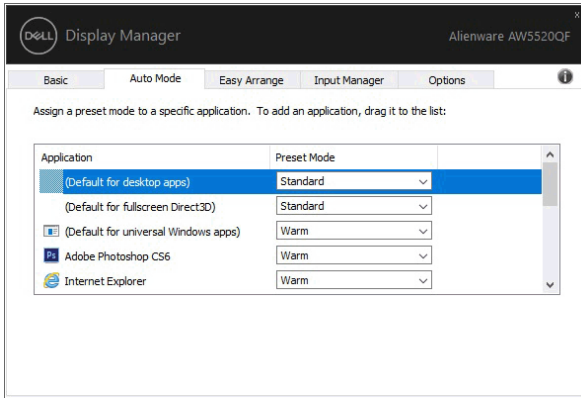 DELL Display Manager Alienware AW5520QF
x
Basic Auto Mode Easy Arrange Input Manager Options
Assign a preset mode to a specific application. To add an application, drag it to the list:
Application Preset Mode
(Default for desktop apps) Standard
(Default for fullscreen Direct3D) Standard
(Default for universal Windows apps) Warm
Ps Adobe Photoshop CS6 Warm
Internet Explorer Warm